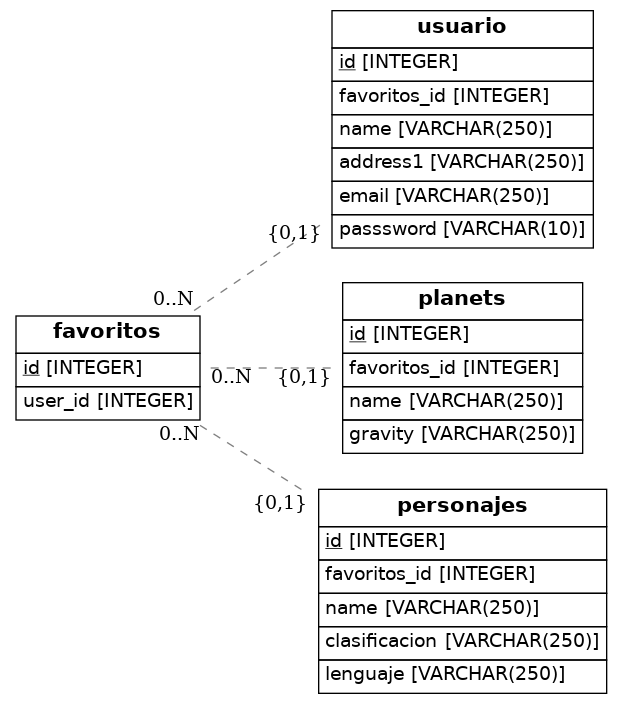 usuario
id [INTEGER]
favoritos_id [INTEGER]
name [VARCHAR(250)]
address1 [VARCHAR(250)]
email [VARCHAR(250)]
passsword [VARCHAR(10)]
{0,1}
0..N
planets
id [INTEGER]
favoritos_id [INTEGER]
name [VARCHAR(250)]
gravity [VARCHAR(250)]
favoritos
id [INTEGER]
user_id [INTEGER]
0..N
{0,1}
0..N
{0,1}
personajes
id [INTEGER]
favoritos_id [INTEGER]
name [VARCHAR(250)]
clasificacion [VARCHAR(250)]
lenguaje [VARCHAR(250)]